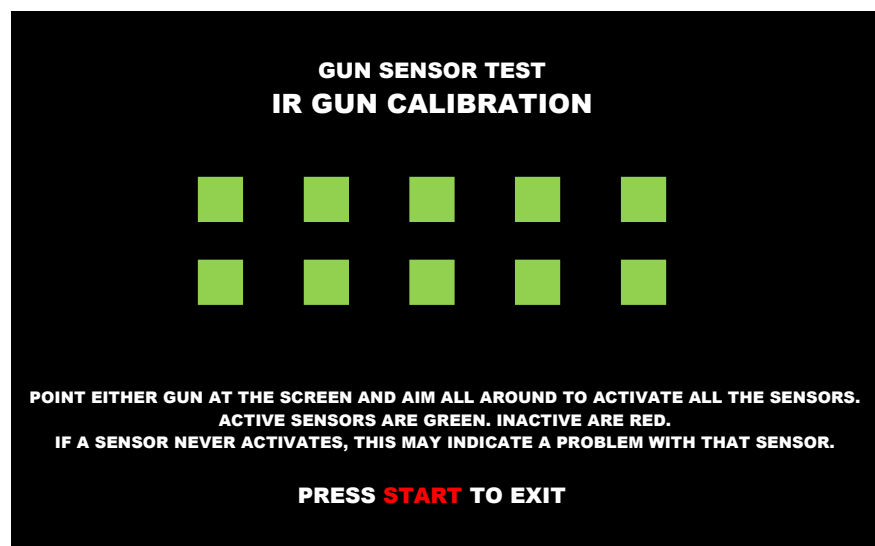 GUN SENSOR TEST
IR GUN CALIBRATION
POINT EITHER GUN AT THE SCREEN AND AIM ALL AROUND TO ACTIVATE ALL THE SENSORS.
ACTIVE SENSORS ARE GREEN. INACTIVE ARE RED.
IF A SENSOR NEVER ACTIVATES, THIS MAY INDICATE A PROBLEM WITH THAT SENSOR.
PRESS START TO EXIT